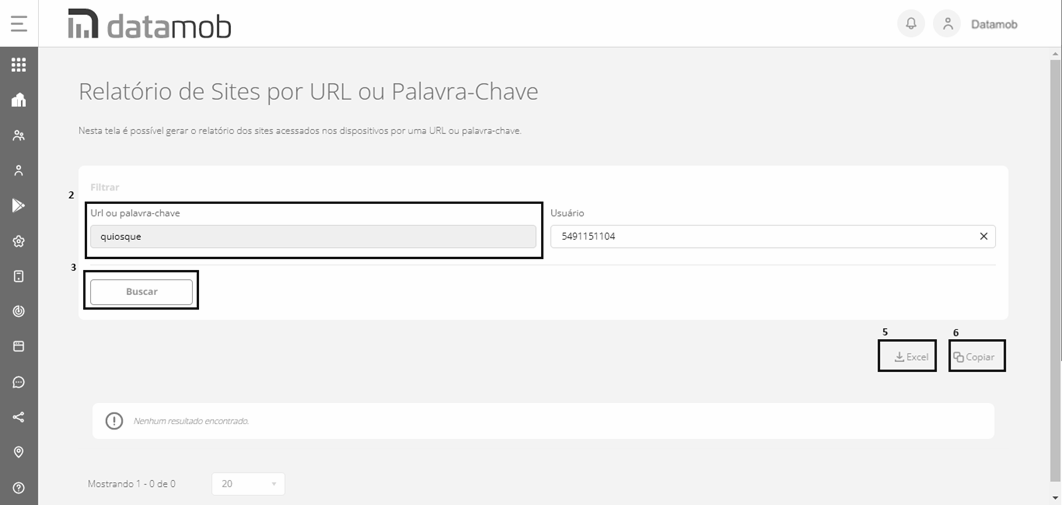 datamob
Datamob
Relatório de Sites por URL ou Palavra-Chave
Nesta tela é possível gerar o relatório dos sites acessados nos dispositivos por uma URL ou palavra-chave.
Filtrar
2
Url ou palavra-chave
Usuário
quiosque
5491151104
3
Buscar
5
6
Excel
Copiar
Nenhum resultado encontrado.
Mostrando 1 - 0 de 0
20